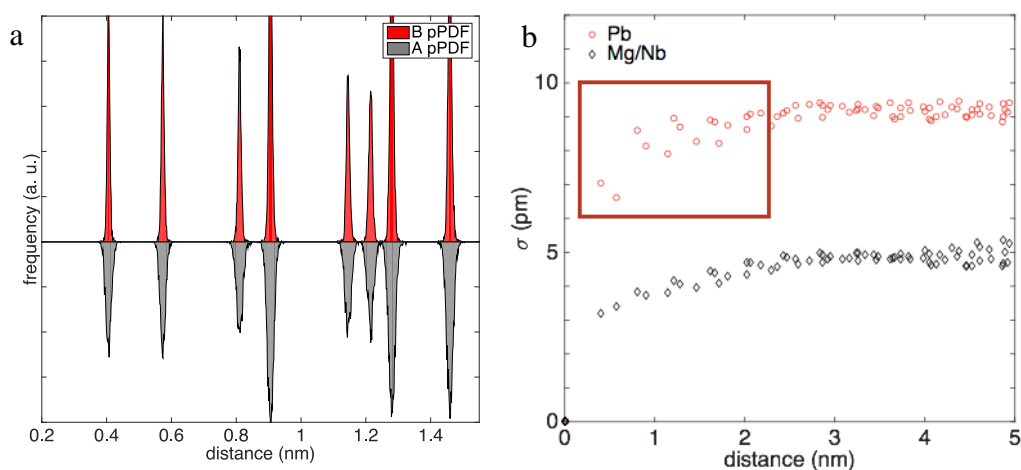 a
B pPDF
A pPDF
frequency (a. u.)
0.2 0.4 0.6 0.8 1 1.2 1.4
distance (nm)
b
Pb
Mg/Nb
10
5
0
σ (pm)
0 1 2 3 4 5
distance (nm)